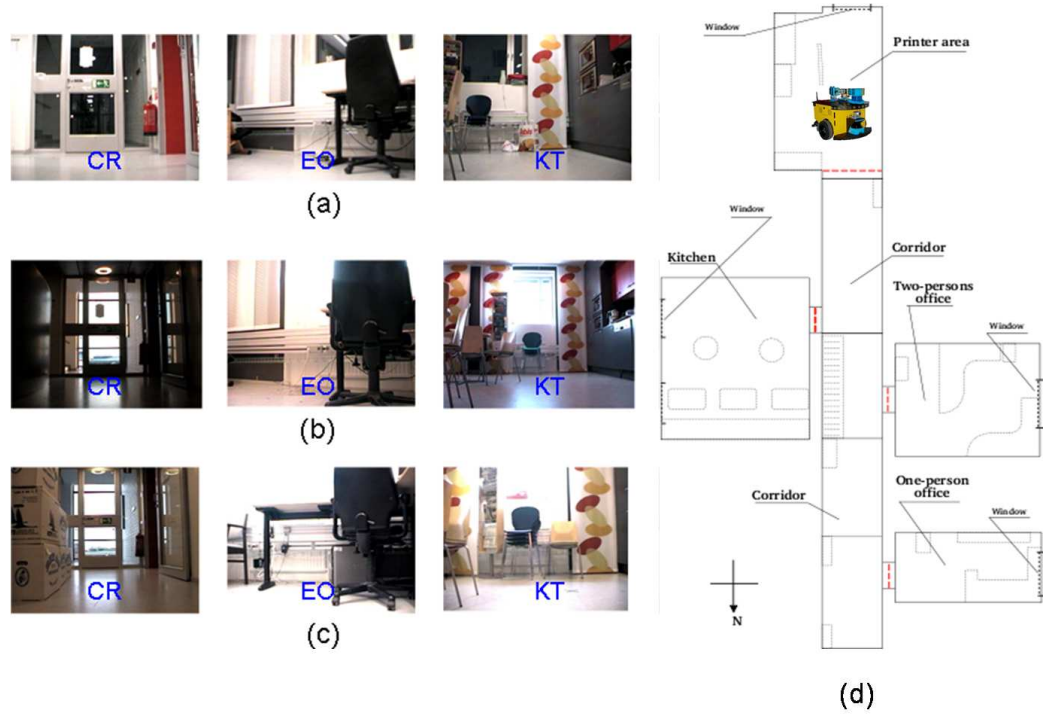 CR
EO
KT
(a)
CR
EO
KT
(b)
CR
EO
KT
(c)
Window
Printer area
Window
Kitchen
Corridor
Two-persons
office
Window
Corridor
One-person
office
Window
N
(d)